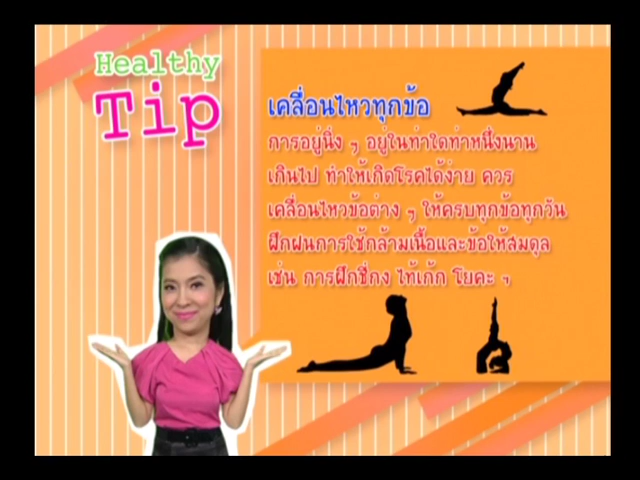 Healthy
Tip
เคลื่อนไหวทุกข้อ
การอยู่นิ่ง ๆ อยู่ในท่าใดท่าหนึ่งนาน
เกินไป ทำให้เกิดโรคได้ง่าย ควร
เคลื่อนไหวข้อต่าง ๆ ให้ครบทุกข้อทุกวัน
ฝึกฝนการใช้กล้ามเนื้อและข้อให้สมดุล
เช่น การฝึกชี่กง ไท้เก้ก โยคะ ฯ